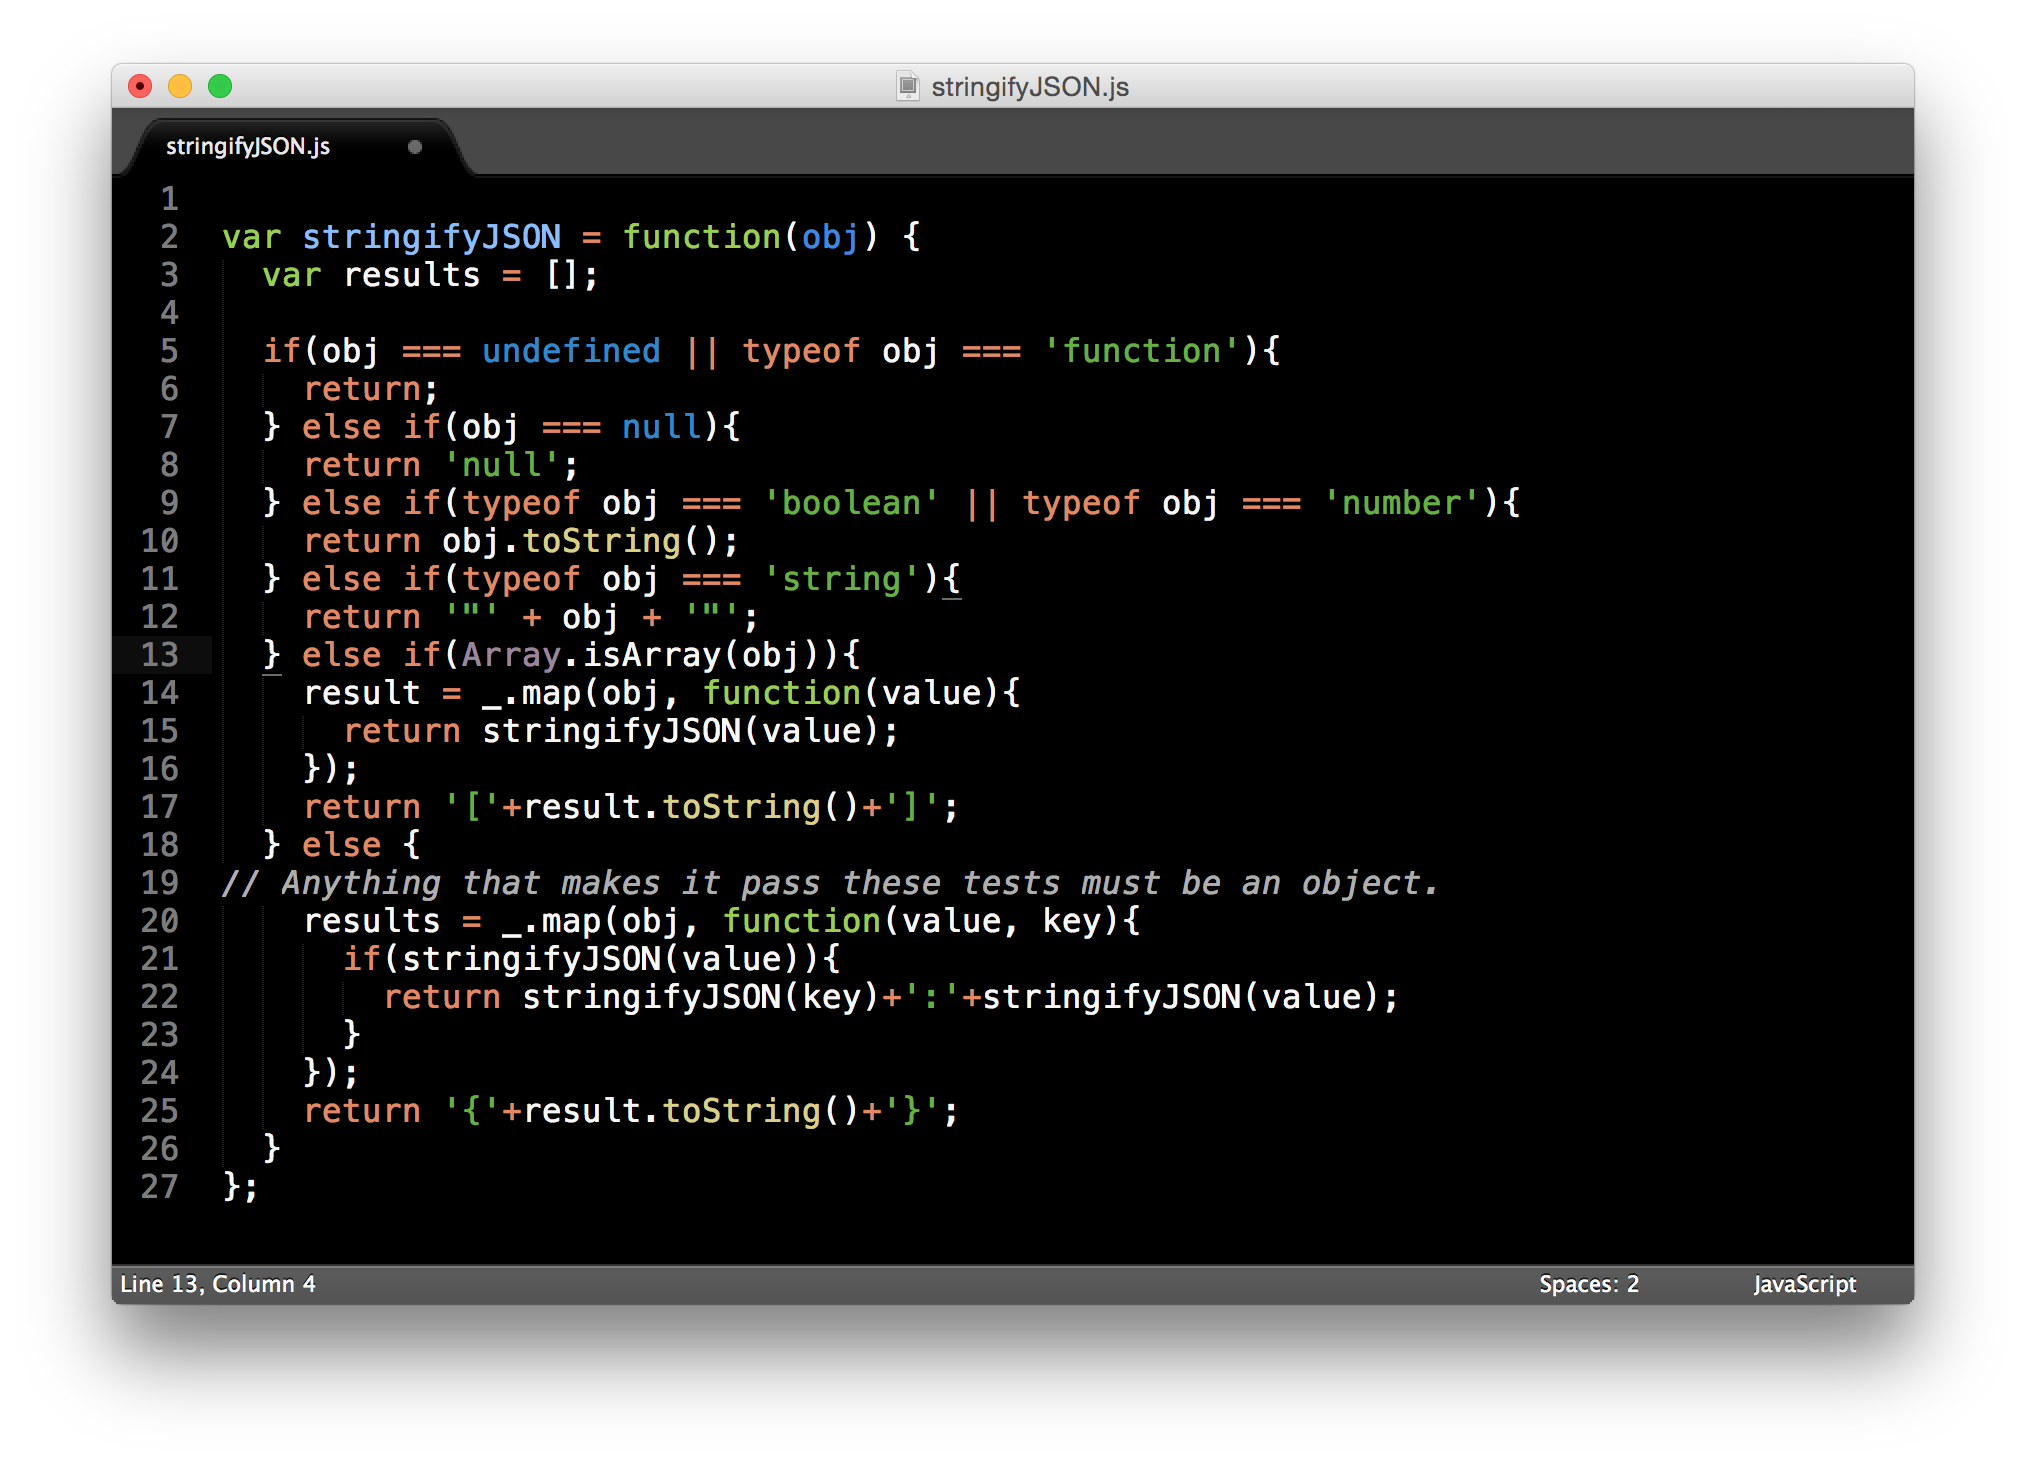 stringifyJSON.js
stringifyJSON.js
1
2 var stringifyJSON = function(obj) {
3   var results = [];
4
5   if(obj === undefined || typeof obj === 'function'){
6     return;
7   } else if(obj === null){
8     return 'null';
9   } else if(typeof obj === 'boolean' || typeof obj === 'number'){
10     return obj.toString();
11   } else if(typeof obj === 'string'){
12     return '"' + obj + '"';
13   } else if(Array.isArray(obj)){
14     result = _.map(obj, function(value){
15       return stringifyJSON(value);
16     });
17     return '['+result.toString()+']';
18   } else {
19 // Anything that makes it pass these tests must be an object.
20     results = _.map(obj, function(value, key){
21       if(stringifyJSON(value)){
22         return stringifyJSON(key)+':'+stringifyJSON(value);
23       }
24     });
25     return '{'+result.toString()+'}';
26   }
27 };
Line 13, Column 4 Spaces: 2 JavaScript